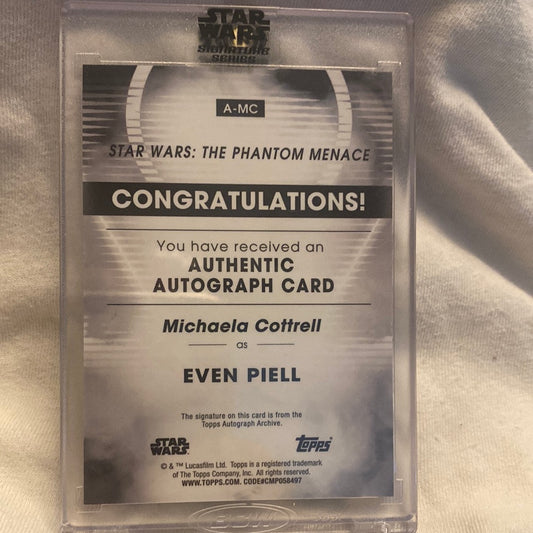 STAR
WARS
SIGNATURE
SERIES
A-MC
STAR WARS: THE PHANTOM MENACE
CONGRATULATIONS!
You have received an
AUTHENTIC
AUTOGRAPH CARD
Michaela Cottrell
as
EVEN PIELL
The signature on this card is from the
Topps Autograph Archive.
STAR
WARS
Topps
© & ™ Lucasfilm Ltd. Topps is a registered trademark
of The Topps Company, Inc. All rights reserved.
WWW.TOPPS.COM. CODE#CMP058497